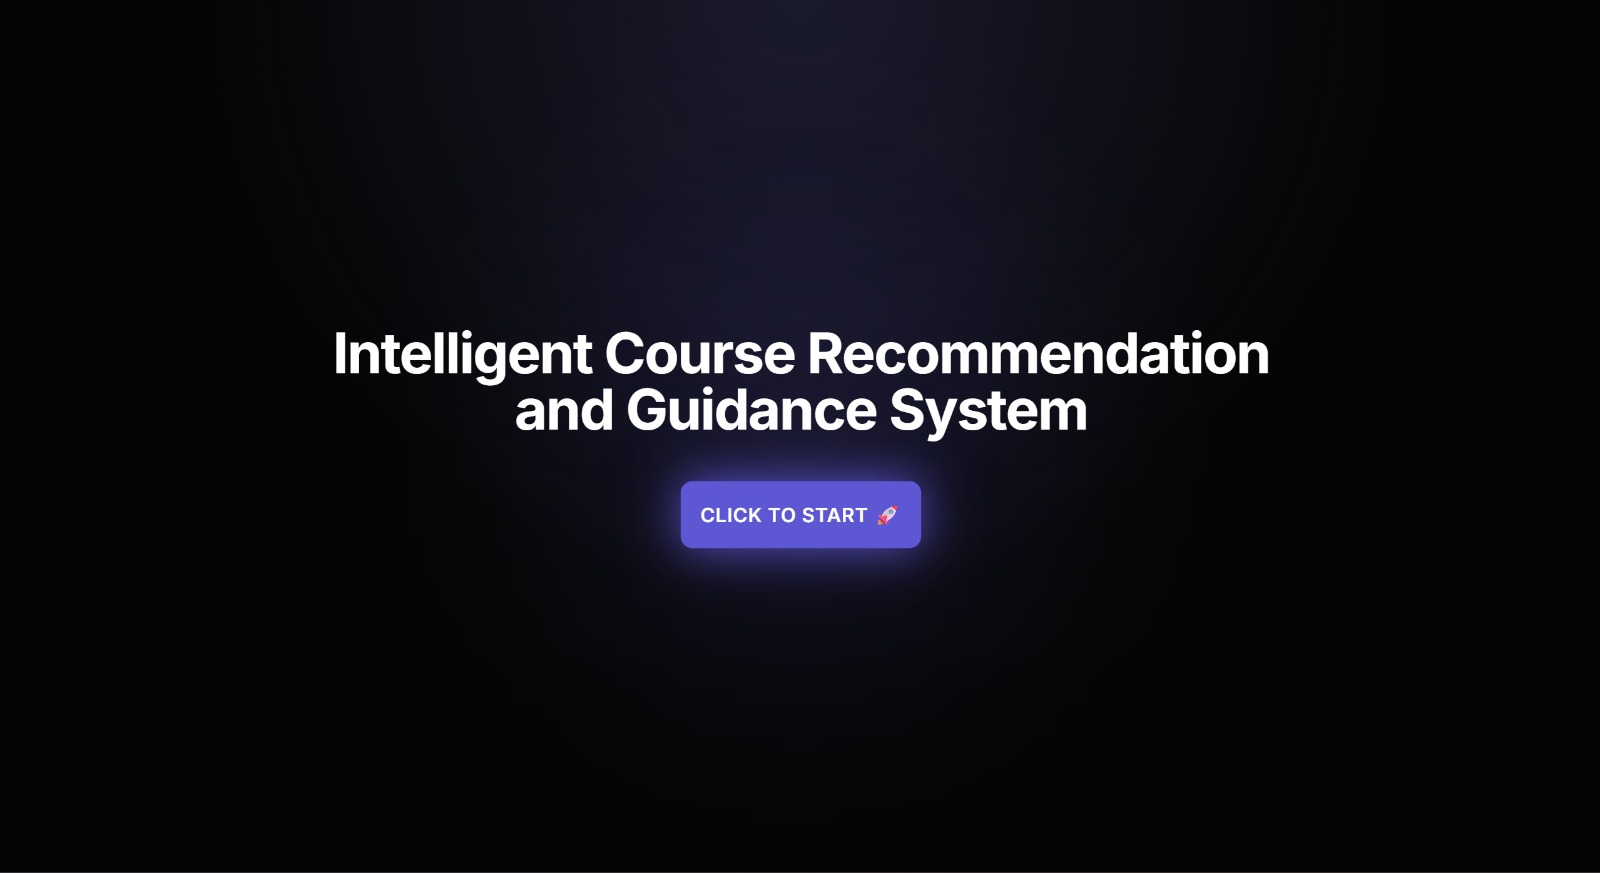 Intelligent Course Recommendation
and Guidance System
CLICK TO START 🚀